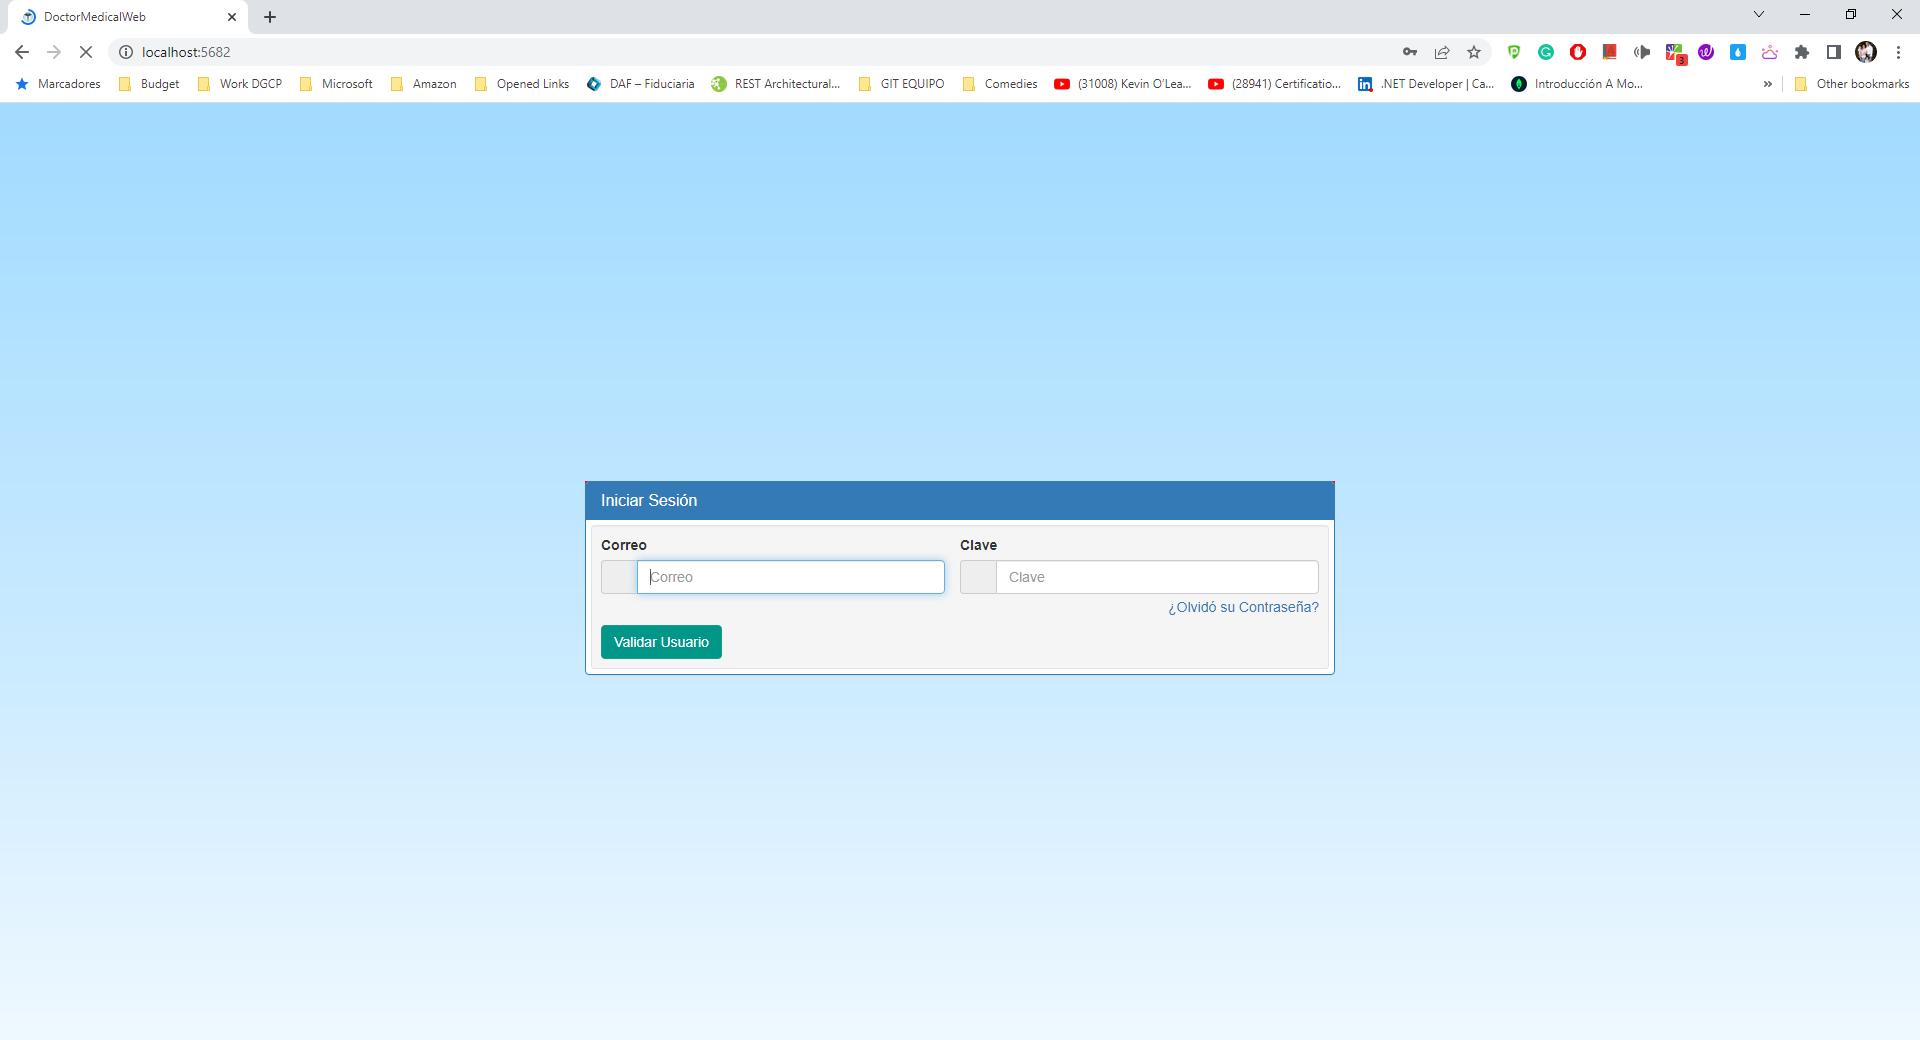 DoctorMedicalWeb
localhost:5682
3
Marcadores Budget Work DGCP Microsoft Amazon Opened Links DAF – Fiduciaria REST Architectural... GIT EQUIPO Comedies (31008) Kevin O'Lea... (28941) Certificatio... .NET Developer | Ca... Introducción A Mo... » Other bookmarks
Iniciar Sesión
Correo Clave
Correo Clave
¿Olvidó su Contraseña?
Validar Usuario